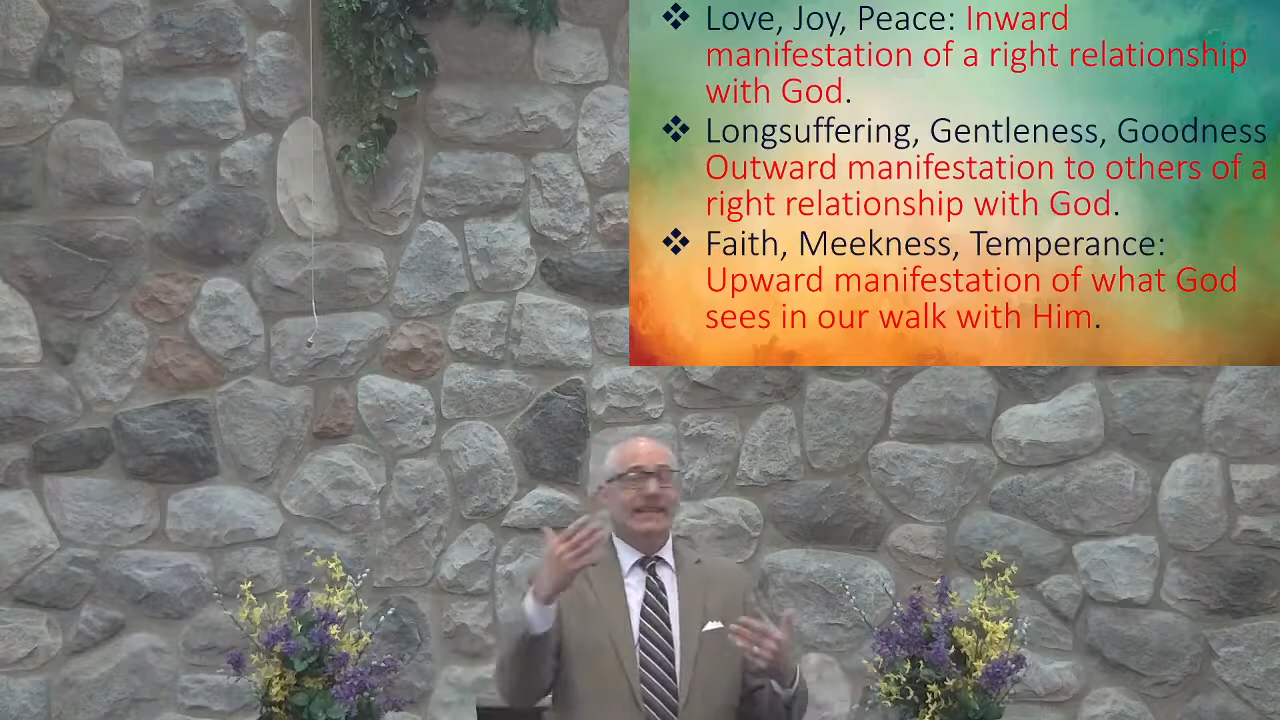 ❖ Love, Joy, Peace: Inward
manifestation of a right relationship
with God.
❖ Longsuffering, Gentleness, Goodness
Outward manifestation to others of a
right relationship with God.
❖ Faith, Meekness, Temperance:
Upward manifestation of what God
sees in our walk with Him.